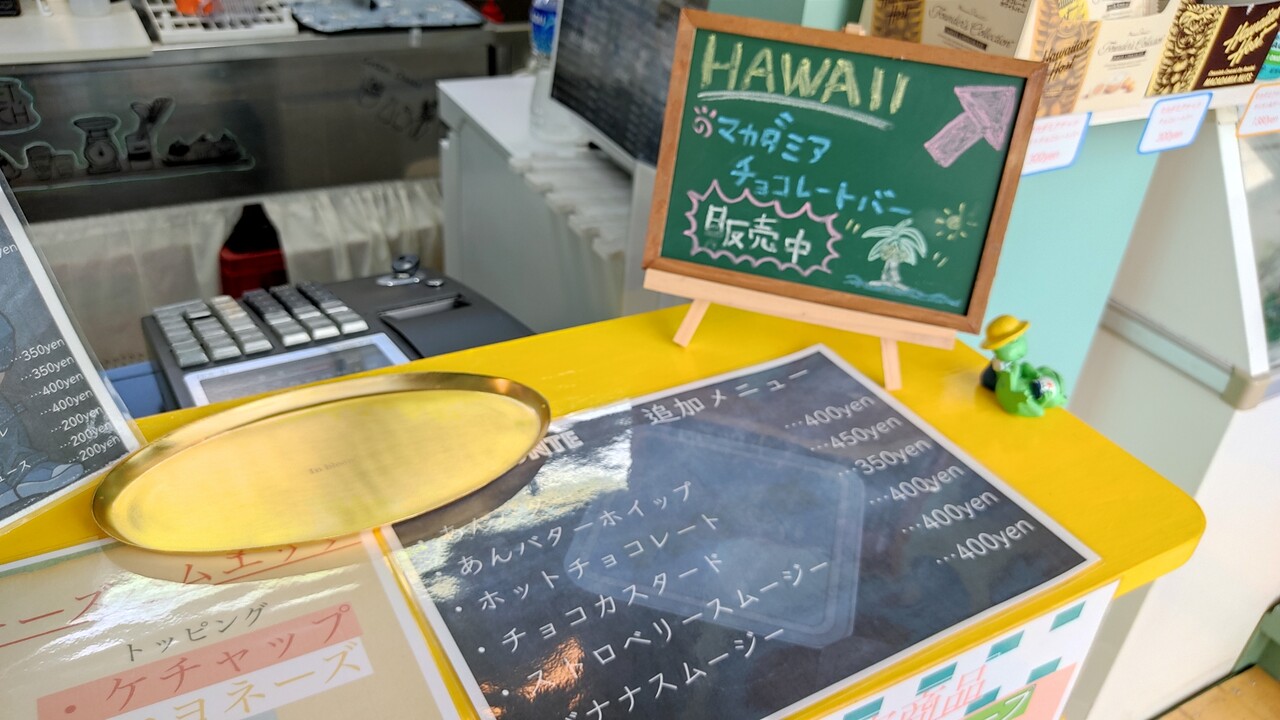 HAWAII
マカダミア
チョコレートバー
販売中
Hawaiian Host
Founder's Collection
追加メニュー
…400yen
あんバターホイップ …450yen
・ホットチョコレート …350yen
・チョコカスタード …400yen
・ストロベリースムージー …400yen
バナナスムージー …400yen
…350yen
…350yen
…400yen
…400yen
…200yen
…200yen
…200yen
トッピング
・ケチャップ